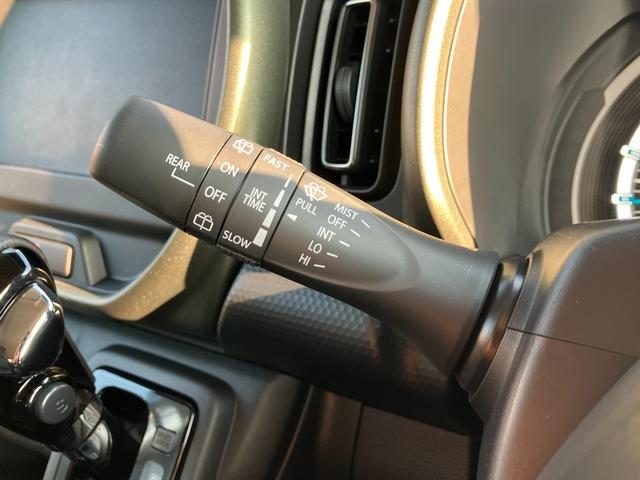 REAR
ON
OFF
FAST
INT
TIME
SLOW
PULL
MIST
OFF
INT
LO
HI